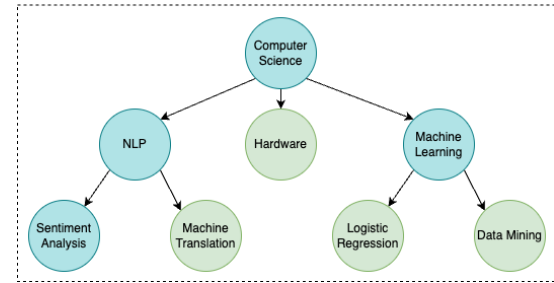 Computer
Science
NLP
Hardware
Machine
Learning
Sentiment
Analysis
Machine
Translation
Logistic
Regression
Data Mining